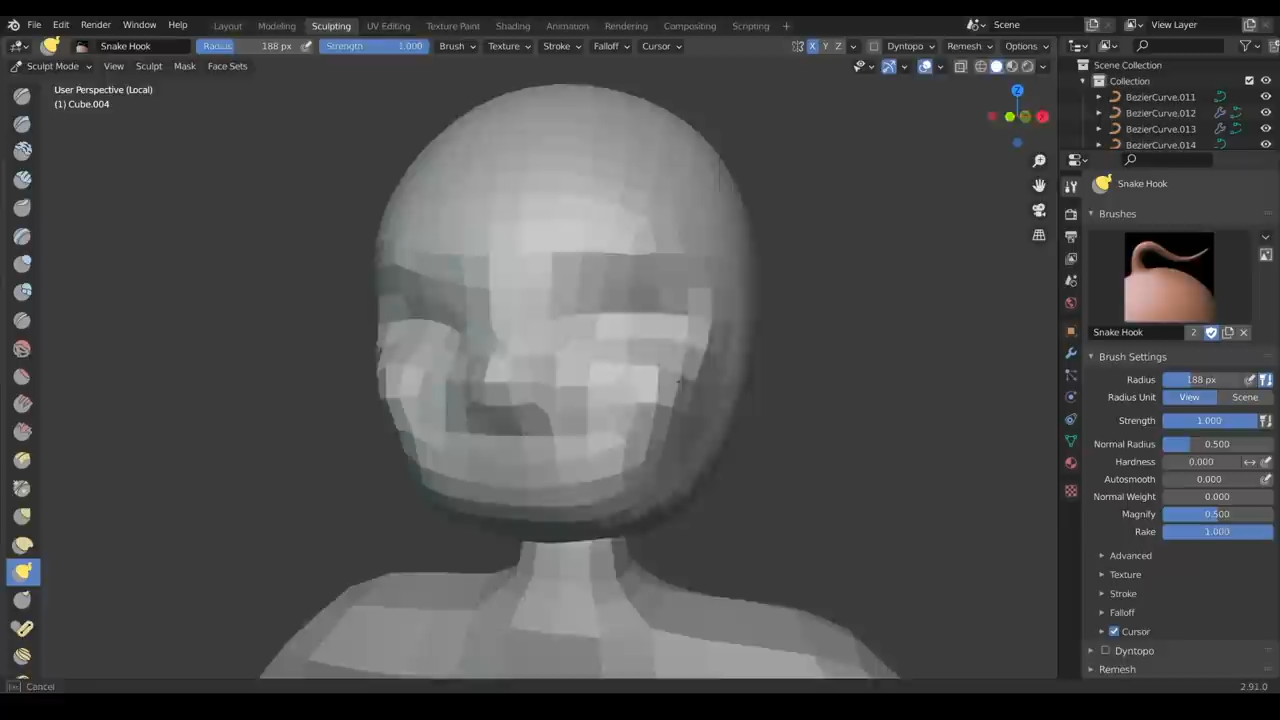 File Edit Render Window Help Layout Modeling Sculpting UV Editing Texture Paint Shading Animation Rendering Compositing Scripting + Scene View Layer
Snake Hook Radius 188 px Strength 1.000 Brush Texture Stroke Falloff Cursor X Y Z Dyntopo Remesh Options
Sculpt Mode View Sculpt Mask Face Sets
User Perspective (Local)
(1) Cube.004
Z
Scene Collection
Collection
BezierCurve.011
BezierCurve.012
BezierCurve.013
BezierCurve.014
Snake Hook
Brushes
Snake Hook 2
Brush Settings
Radius 188 px
Radius Unit View Scene
Strength 1.000
Normal Radius 0.500
Hardness 0.000
Autosmooth 0.000
Normal Weight 0.000
Magnify 0.500
Rake 1.000
Advanced
Texture
Stroke
Falloff
Cursor
Dyntopo
Remesh
Cancel 2.91.0